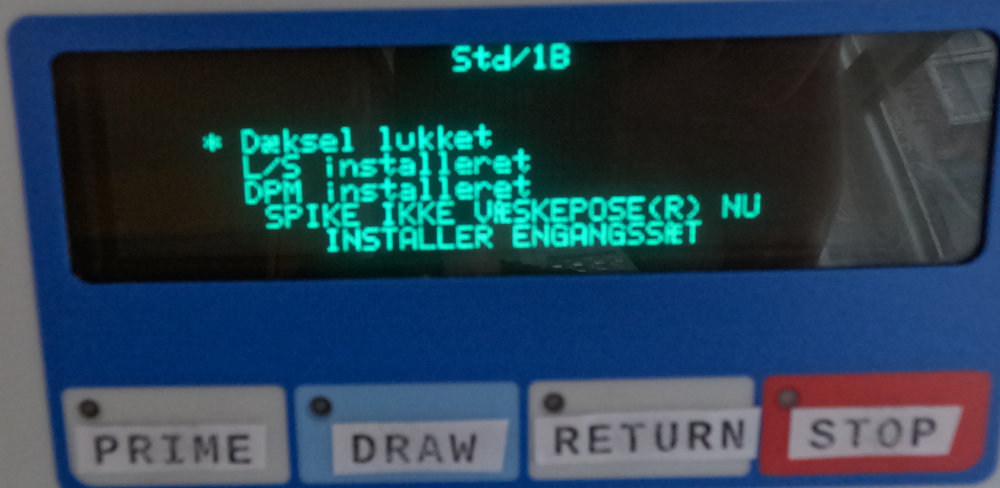 Std/1B
* Dæksel lukket
L/S installeret
DPM installeret
SPIKE IKKE VÆSKEPOSE(R) NU
INSTALLER ENGANGSSÆT
PRIME DRAW RETURN STOP